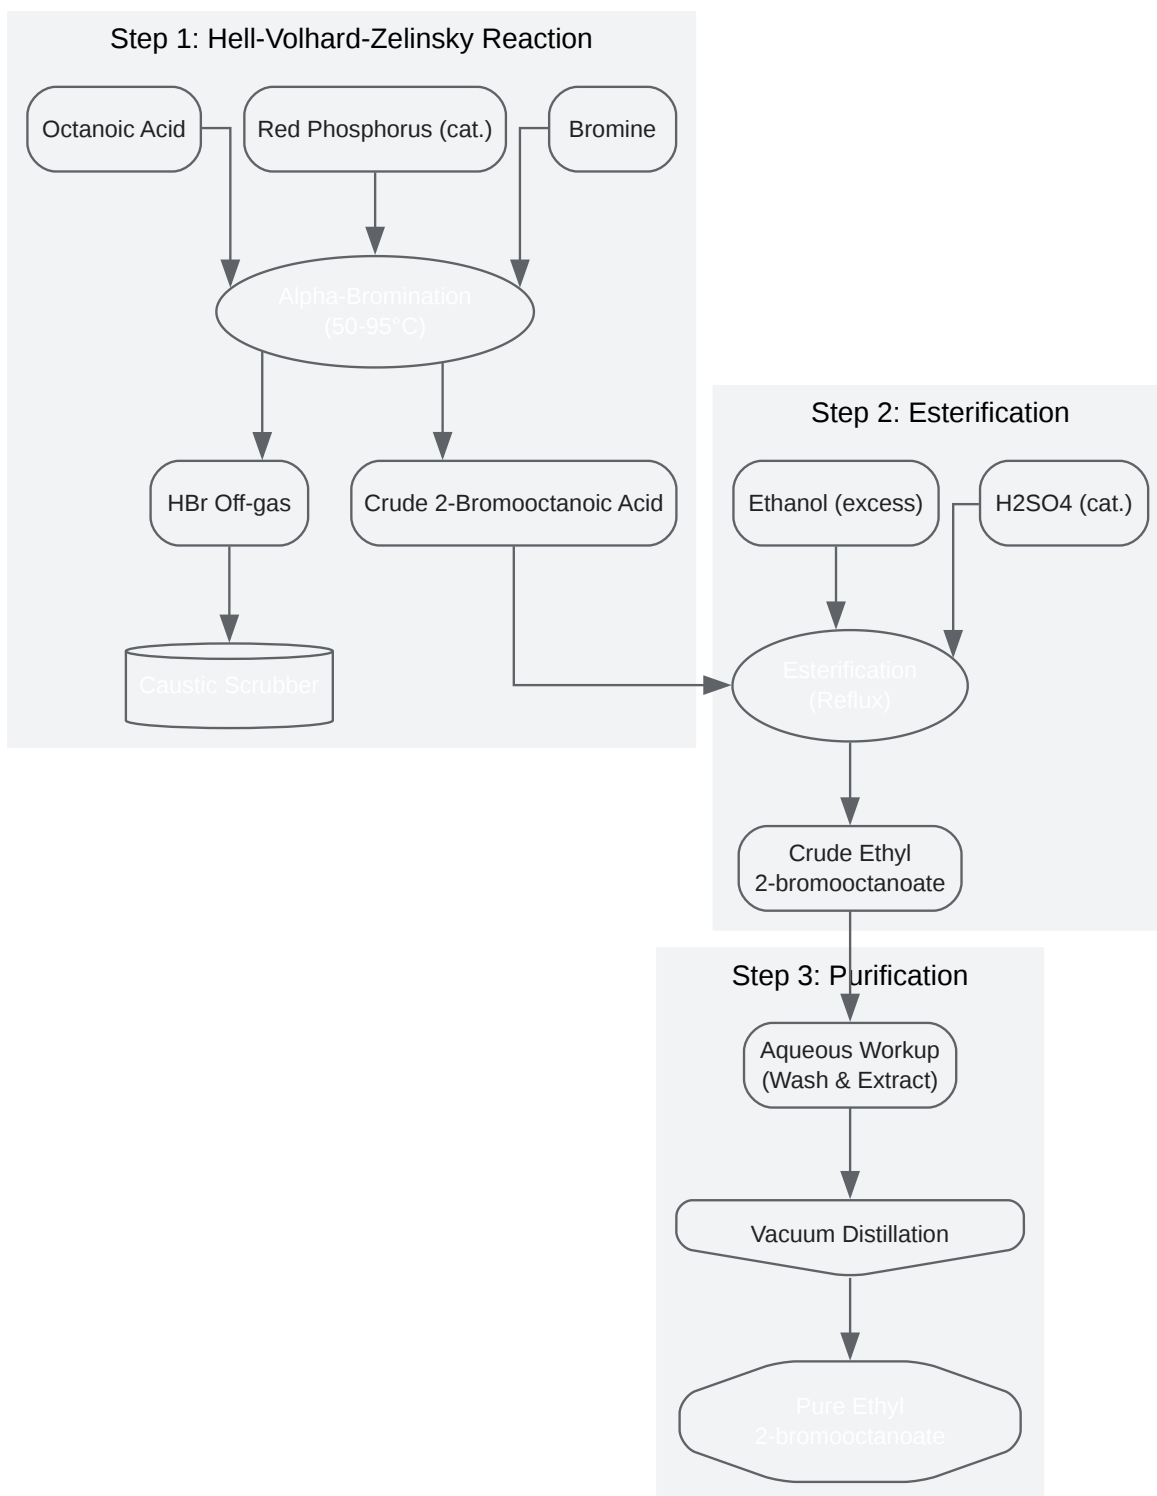 Step 1: Hell-Volhard-Zelinsky Reaction
Octanoic Acid
Red Phosphorus (cat.)
Bromine
Alpha-Bromination
(50-95°C)
HBr Off-gas
Crude 2-Bromooctanoic Acid
Caustic Scrubber
Step 2: Esterification
Ethanol (excess)
H2SO4 (cat.)
Esterification
(Reflux)
Crude Ethyl
2-bromooctanoate
Step 3: Purification
Aqueous Workup
(Wash & Extract)
Vacuum Distillation
Pure Ethyl
2-bromooctanoate